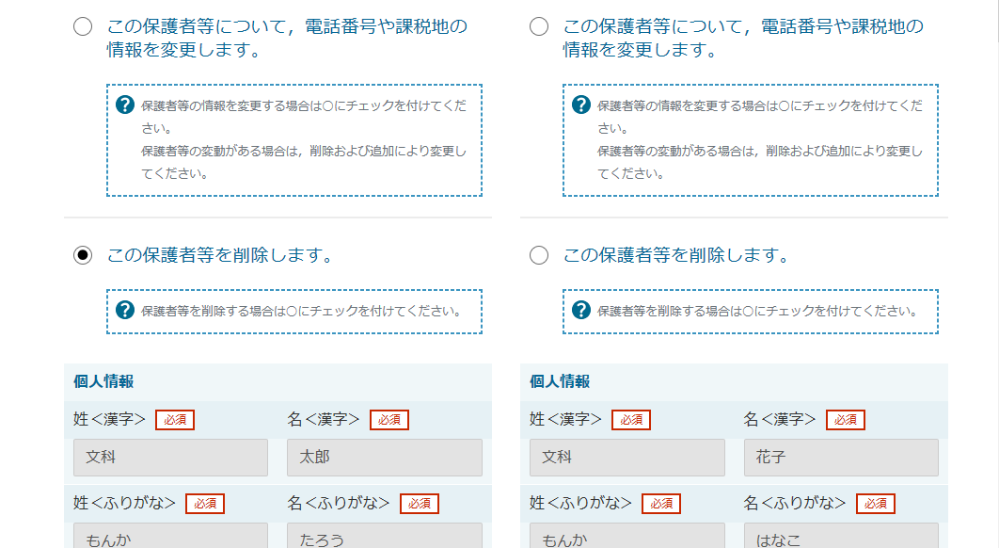 この保護者等について，電話番号や課税地の
情報を変更します。
保護者等の情報を変更する場合は○にチェックを付けてくだ
さい。
保護者等の変動がある場合は，削除および追加により変更し
てください。
この保護者等を削除します。
保護者等を削除する場合は○にチェックを付けてください。
個人情報
姓＜漢字＞ 必須 名＜漢字＞ 必須
文科 太郎
姓＜ふりがな＞ 必須 名＜ふりがな＞ 必須
もんか たろう
この保護者等について，電話番号や課税地の
情報を変更します。
保護者等の情報を変更する場合は○にチェックを付けてくだ
さい。
保護者等の変動がある場合は，削除および追加により変更し
てください。
この保護者等を削除します。
保護者等を削除する場合は○にチェックを付けてください。
個人情報
姓＜漢字＞ 必須 名＜漢字＞ 必須
文科 花子
姓＜ふりがな＞ 必須 名＜ふりがな＞ 必須
もんか はなこ